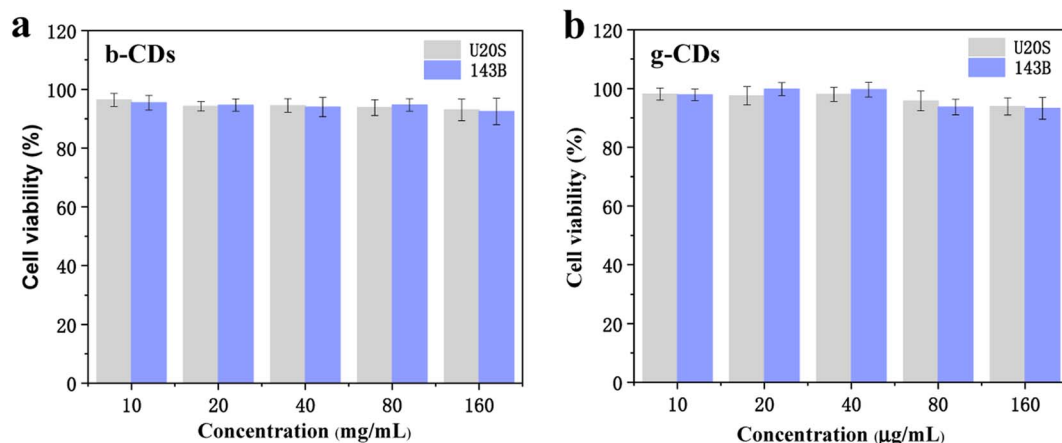 a
b-CDs
U20S
143B
120
100
80
60
40
20
0
Cell viability (%)
10 20 40 80 160
Concentration (mg/mL)
b
g-CDs
U20S
143B
120
100
80
60
40
20
0
Cell viability (%)
10 20 40 80 160
Concentration (μg/mL)